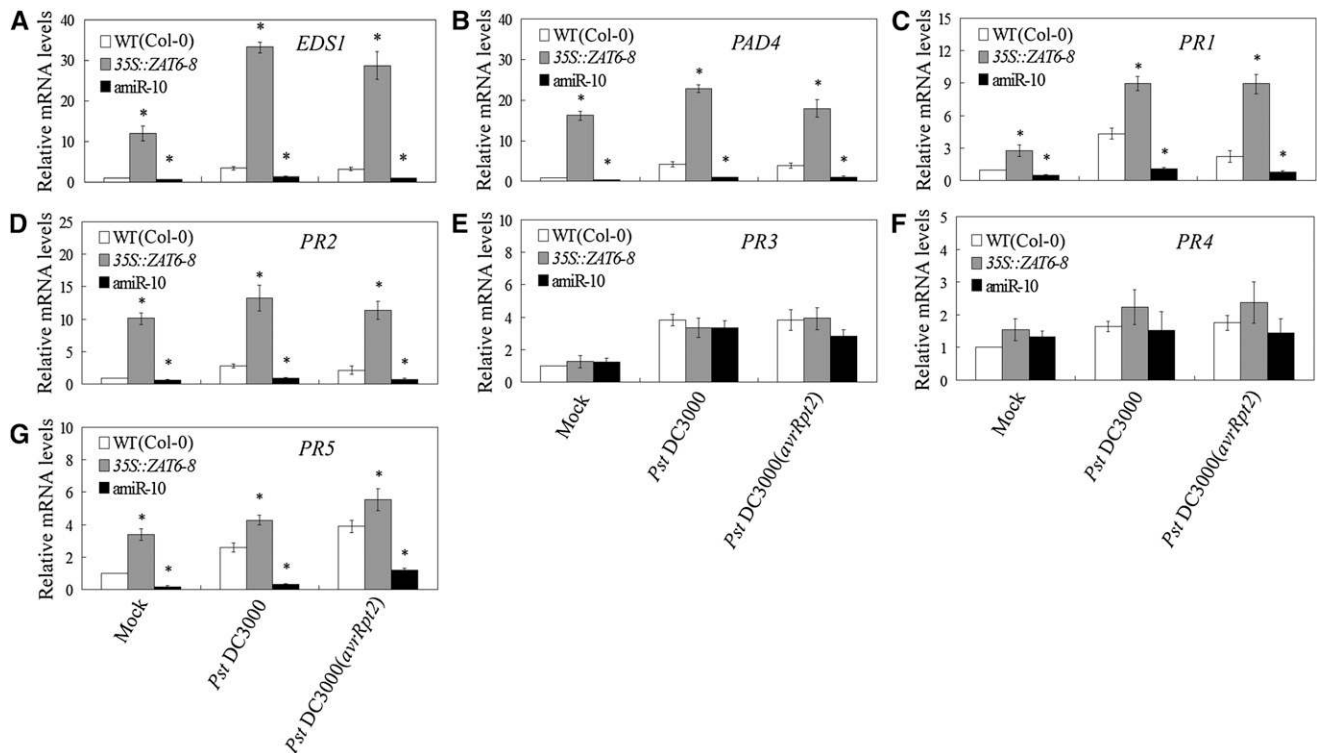 A
Relative mRNA levels
40
30
20
10
0
WT(Col-0)
35S::ZAT6-8
amiR-10
EDS1
*
*
*
*
*
*
B
Relative mRNA levels
40
30
20
10
0
WT(Col-0)
35S::ZAT6-8
amiR-10
PAD4
*
*
*
*
*
*
C
Relative mRNA levels
15
12
9
6
3
0
WT(Col-0)
35S::ZAT6-8
amiR-10
PR1
*
*
*
*
*
*
D
Relative mRNA levels
25
20
15
10
5
0
WT(Col-0)
35S::ZAT6-8
amiR-10
PR2
*
*
*
*
*
*
E
Relative mRNA levels
10
8
6
4
2
0
WT(Col-0)
35S::ZAT6-8
amiR-10
PR3
Mock
Pst DC3000
Pst DC3000(avrRpt2)
F
Relative mRNA levels
5
4
3
2
1
0
WT(Col-0)
35S::ZAT6-8
amiR-10
PR4
Mock
Pst DC3000
Pst DC3000(avrRpt2)
G
Relative mRNA levels
10
8
6
4
2
0
WT(Col-0)
35S::ZAT6-8
amiR-10
PR5
*
*
*
*
*
*
Mock
Pst DC3000
Pst DC3000(avrRpt2)